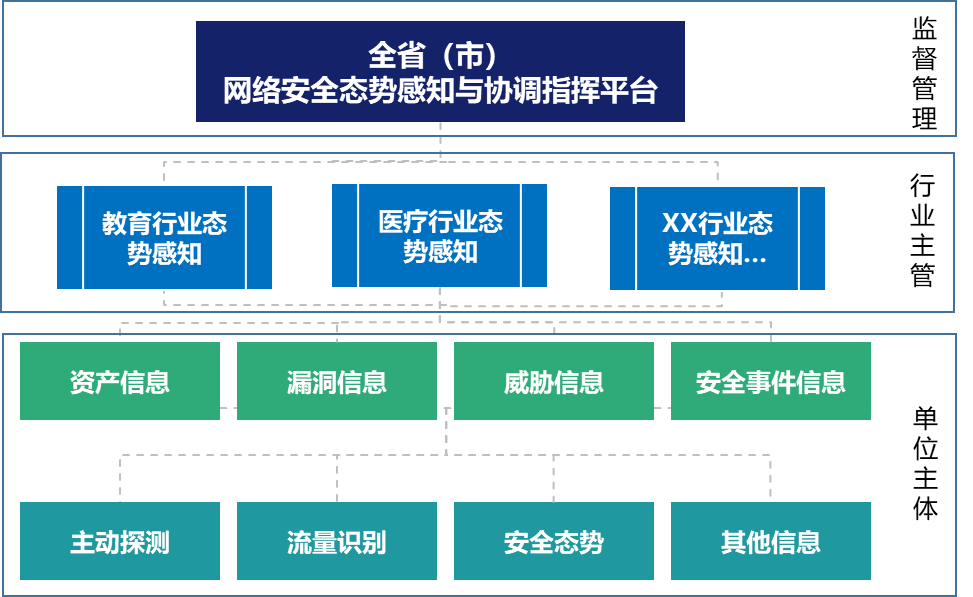 全省（市）
网络安全态势感知与协调指挥平台
监督管理
教育行业态
势感知
医疗行业态
势感知
XX行业态
势感知...
行业主管
资产信息
漏洞信息
威胁信息
安全事件信息
单位主体
主动探测
流量识别
安全态势
其他信息